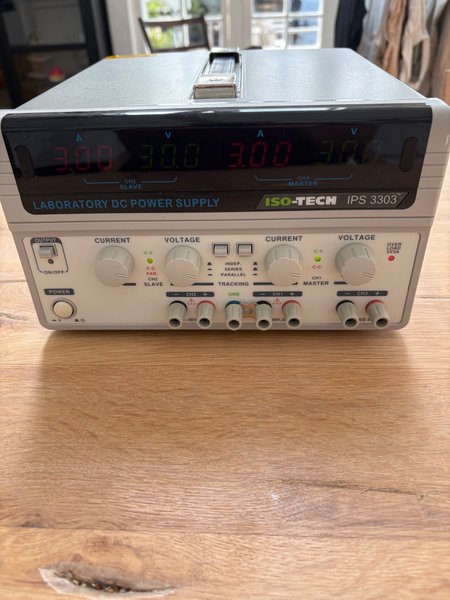 A V A V
3.00 30.0 3.00
CH2 CH1
SLAVE MASTER
LABORATORY DC POWER SUPPLY ISO-TECH IPS 3303
OUTPUT
ON/OFF
CURRENT VOLTAGE CURRENT VOLTAGE
C.V. C.V.
C.C. C.C.
PAR.
CH2 CH1
SLAVE MASTER
INDEP.
SERIES
PARALLEL
TRACKING
OVER
LOAD
POWER
− CH2 + GND − CH1 + − CH3 +